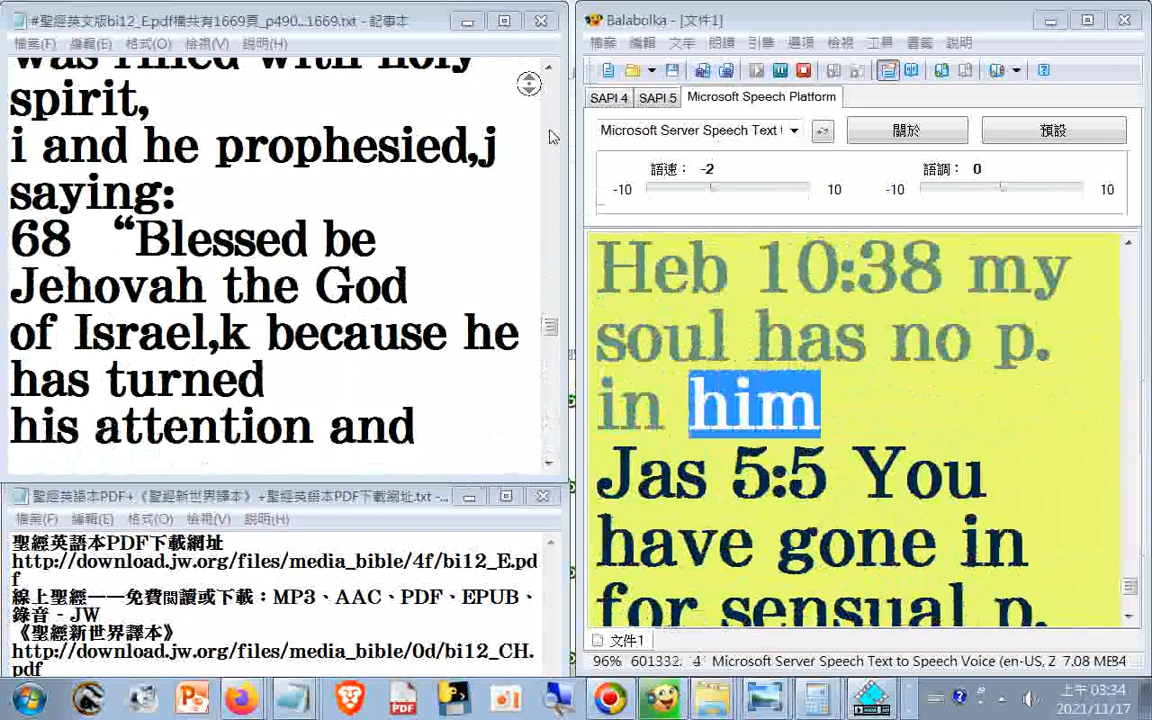 #聖經英文版bi12_E.pdf檔共有1669頁_p490...1669.txt - 記事本
檔案(F) 編輯(E) 格式(O) 檢視(V) 說明(H)
was filled with holy
spirit,
i and he prophesied,j
saying:
68 “Blessed be
Jehovah the God
of Israel,k because he
has turned
his attention and
聖經英語本PDF+《聖經新世界譯本》+聖經英語本PDF下載網址.txt -...
檔案(F) 編輯(E) 格式(O) 檢視(V) 說明(H)
聖經英語本PDF下載網址
http://download.jw.org/files/media_bible/4f/bi12_E.pd
f
線上聖經——免費閱讀或下載：MP3、AAC、PDF、EPUB、
錄音 - JW
《聖經新世界譯本》
http://download.jw.org/files/media_bible/0d/bi12_CH.
pdf
Balabolka - [文件1]
檔案 編輯 文字 朗讀 引擎 選項 檢視 工具 書籤 說明
SAPI 4 SAPI 5 Microsoft Speech Platform
Microsoft Server Speech Text 關於 預設
語速： -2 語調： 0
-10 10 -10 10
Heb 10:38 my
soul has no p.
in him
Jas 5:5 You
have gone in
for sensual p.
文件1
96% 601332. 4 Microsoft Server Speech Text to Speech Voice (en-US, Z 7.08 MB
上午 03:34
2021/11/17